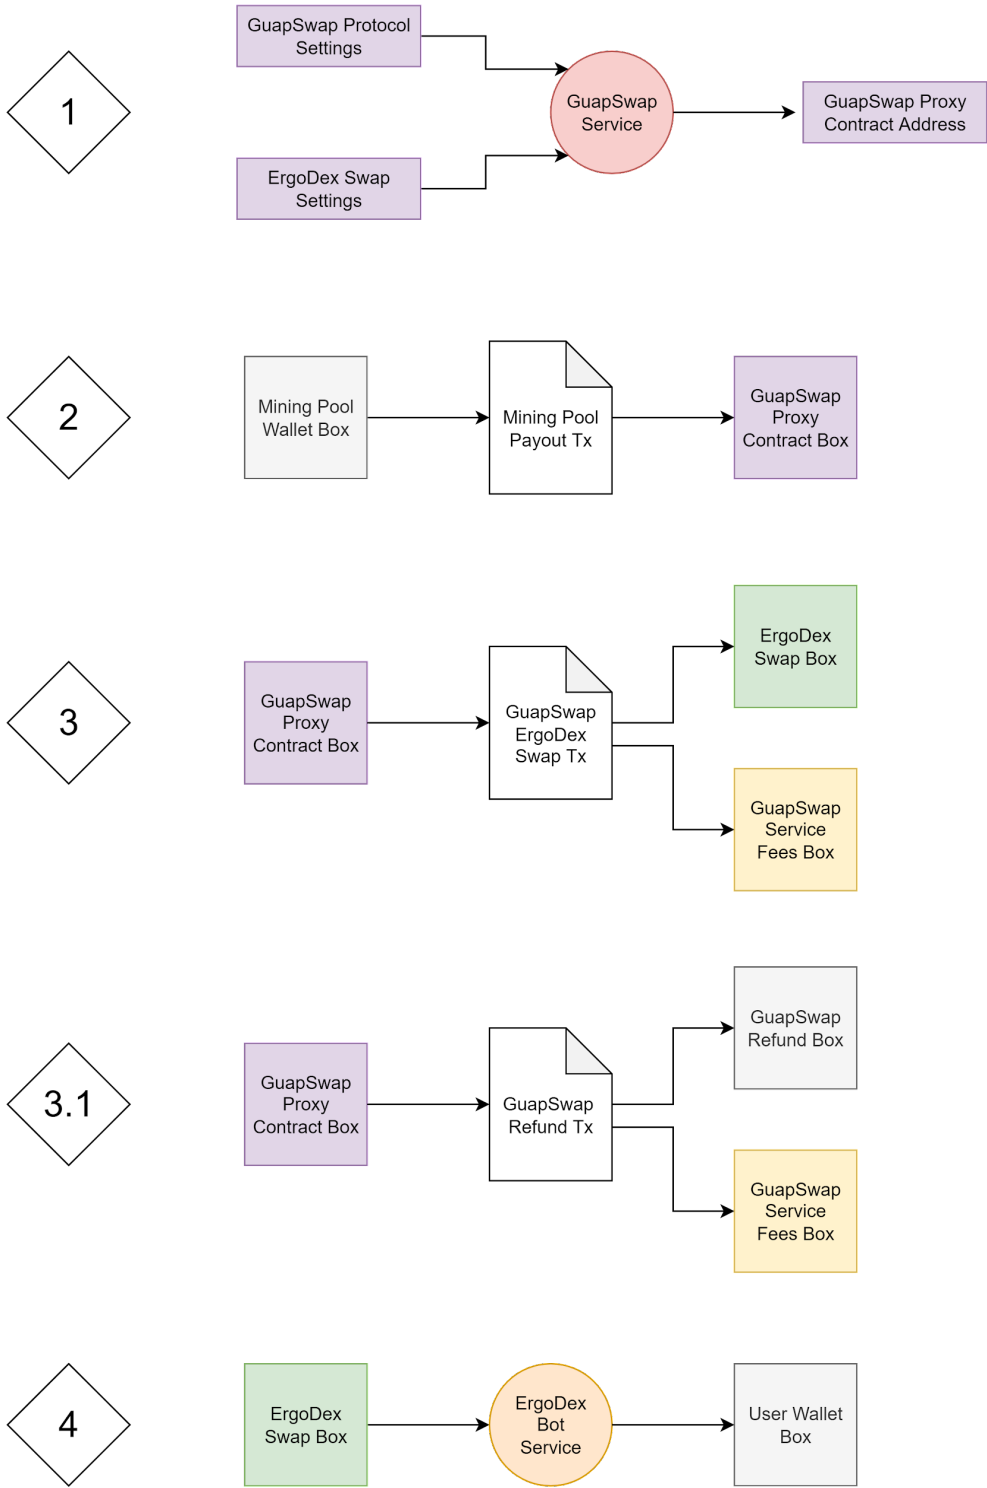 1
GuapSwap Protocol
Settings
ErgoDex Swap
Settings
GuapSwap
Service
GuapSwap Proxy
Contract Address
2
Mining Pool
Wallet Box
Mining Pool
Payout Tx
GuapSwap
Proxy
Contract Box
3
GuapSwap
Proxy
Contract Box
GuapSwap
ErgoDex
Swap Tx
ErgoDex
Swap Box
GuapSwap
Service
Fees Box
3.1
GuapSwap
Proxy
Contract Box
GuapSwap
Refund Tx
GuapSwap
Refund Box
GuapSwap
Service
Fees Box
4
ErgoDex
Swap Box
ErgoDex
Bot
Service
User Wallet
Box